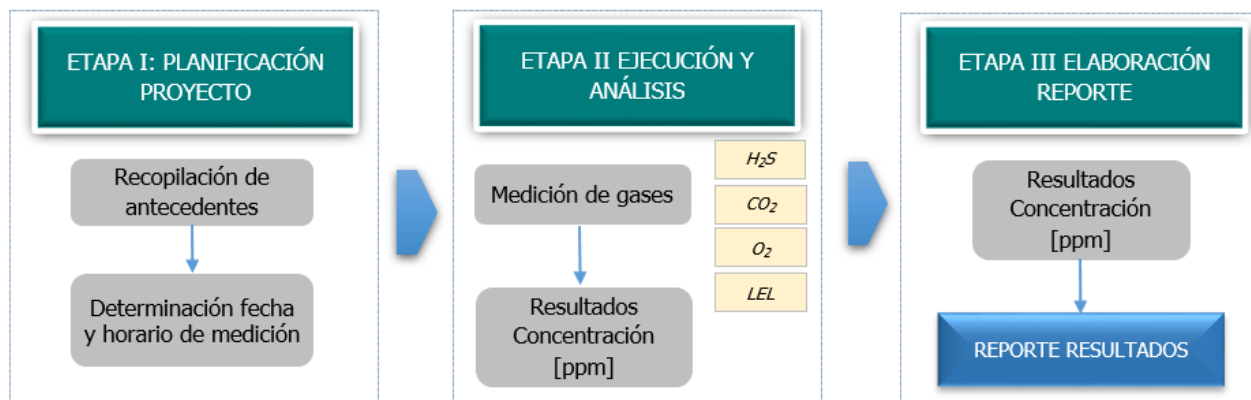 ETAPA I: PLANIFICACIÓN
PROYECTO
Recopilación de
antecedentes
Determinación fecha
y horario de medición
ETAPA II EJECUCIÓN Y
ANÁLISIS
Medición de gases
Resultados
Concentración
[ppm]
H₂S
CO₂
O₂
LEL
ETAPA III ELABORACIÓN
REPORTE
Resultados
Concentración
[ppm]
REPORTE RESULTADOS